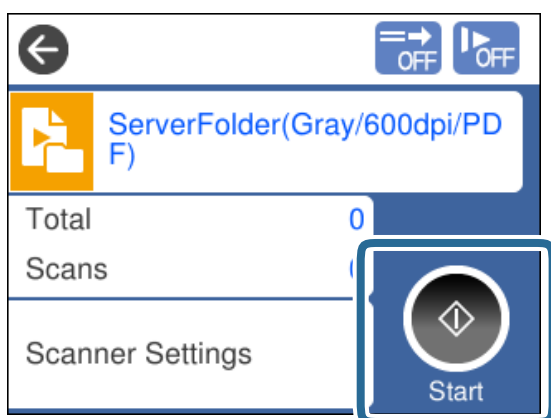 OFF OFF
ServerFolder(Gray/600dpi/PD
F)
Total 0
Scans
Scanner Settings
Start